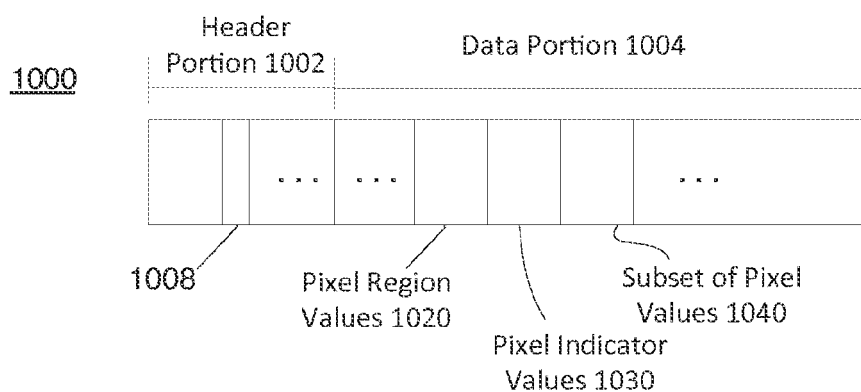 Header
Portion 1002
Data Portion 1004
1000
... ... ...
1008
Pixel Region
Values 1020
Subset of Pixel
Values 1040
Pixel Indicator
Values 1030